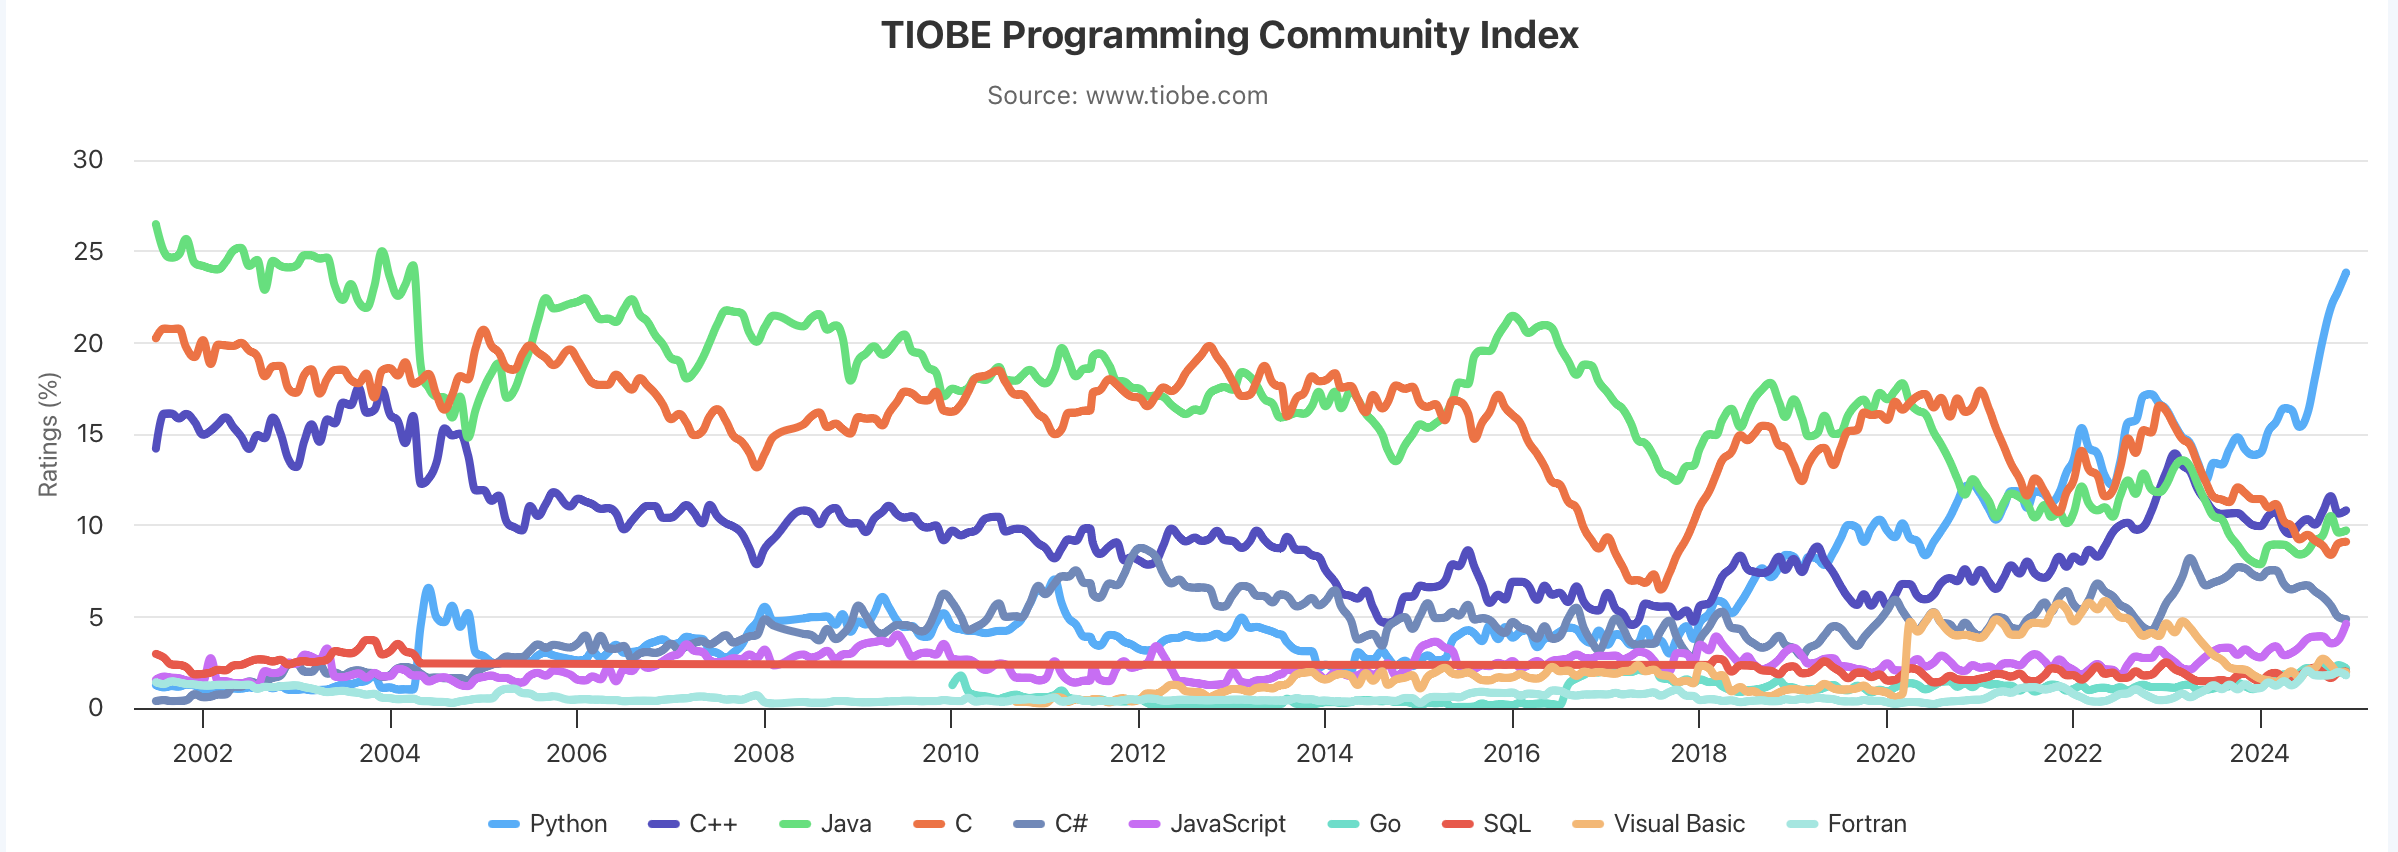 TIOBE Programming Community Index
Source: www.tiobe.com
Ratings (%)
30
25
20
15
10
5
0
2002 2004 2006 2008 2010 2012 2014 2016 2018 2020 2022 2024
Python C++ Java C C# JavaScript Go SQL Visual Basic Fortran